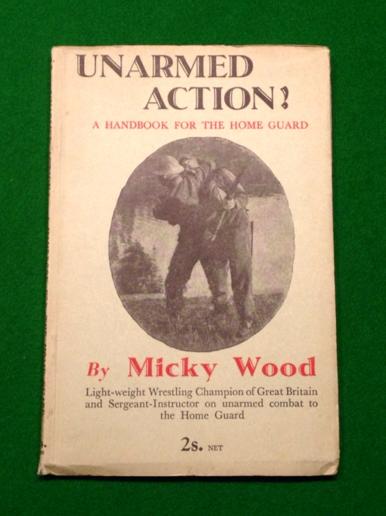 UNARMED
ACTION!
A HANDBOOK FOR THE HOME GUARD
By Micky Wood
Light-weight Wrestling Champion of Great Britain
and Sergeant-Instructor on unarmed combat to
the Home Guard
2s. NET